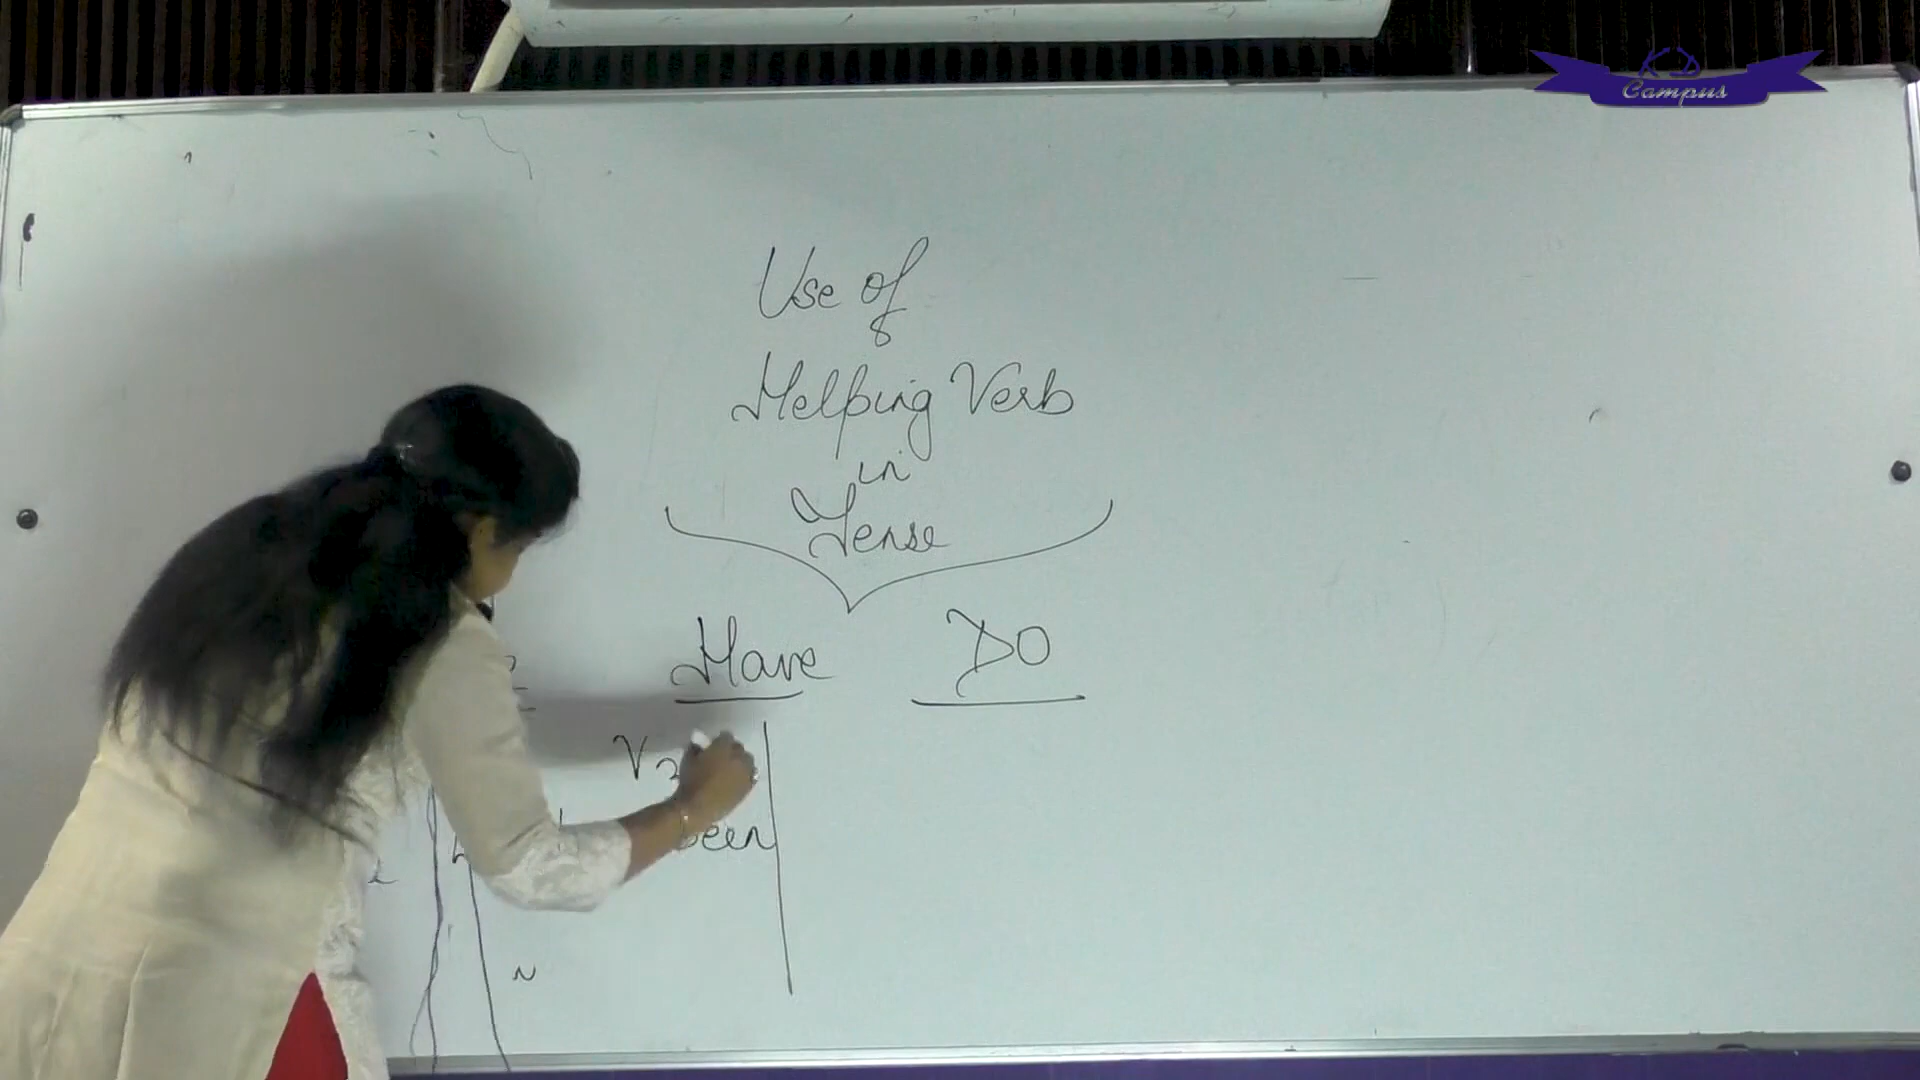 Campus
Use of
Helping Verb
in
Tense
Have DO
V3
been